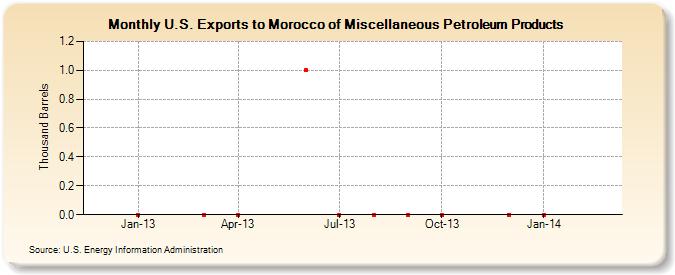 Monthly U.S. Exports to Morocco of Miscellaneous Petroleum Products
Thousand Barrels
1.2
1.0
0.8
0.6
0.4
0.2
0.0
Jan-13 Apr-13 Jul-13 Oct-13 Jan-14
Source: U.S. Energy Information Administration